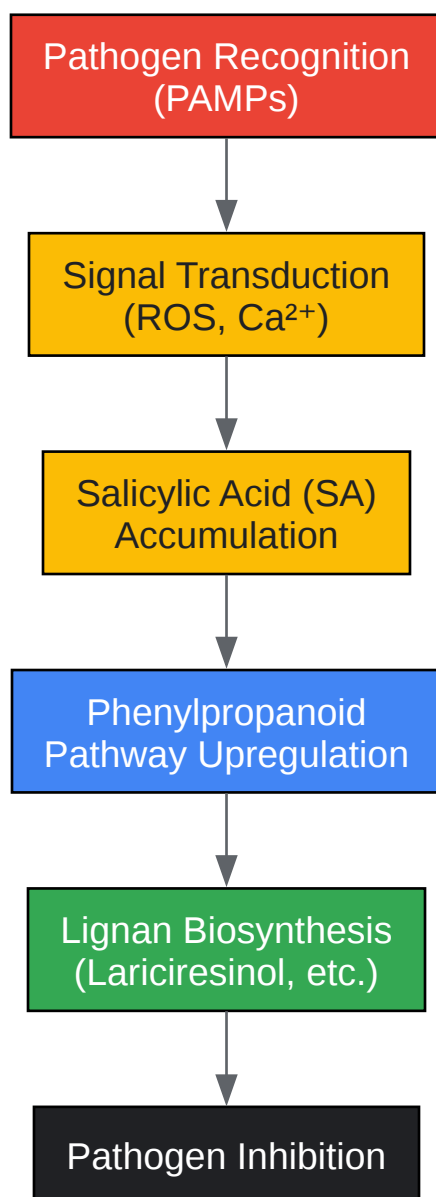 Pathogen Recognition
(PAMPs)
Signal Transduction
(ROS, Ca²⁺)
Salicylic Acid (SA)
Accumulation
Phenylpropanoid
Pathway Upregulation
Lignan Biosynthesis
(Lariciresinol, etc.)
Pathogen Inhibition